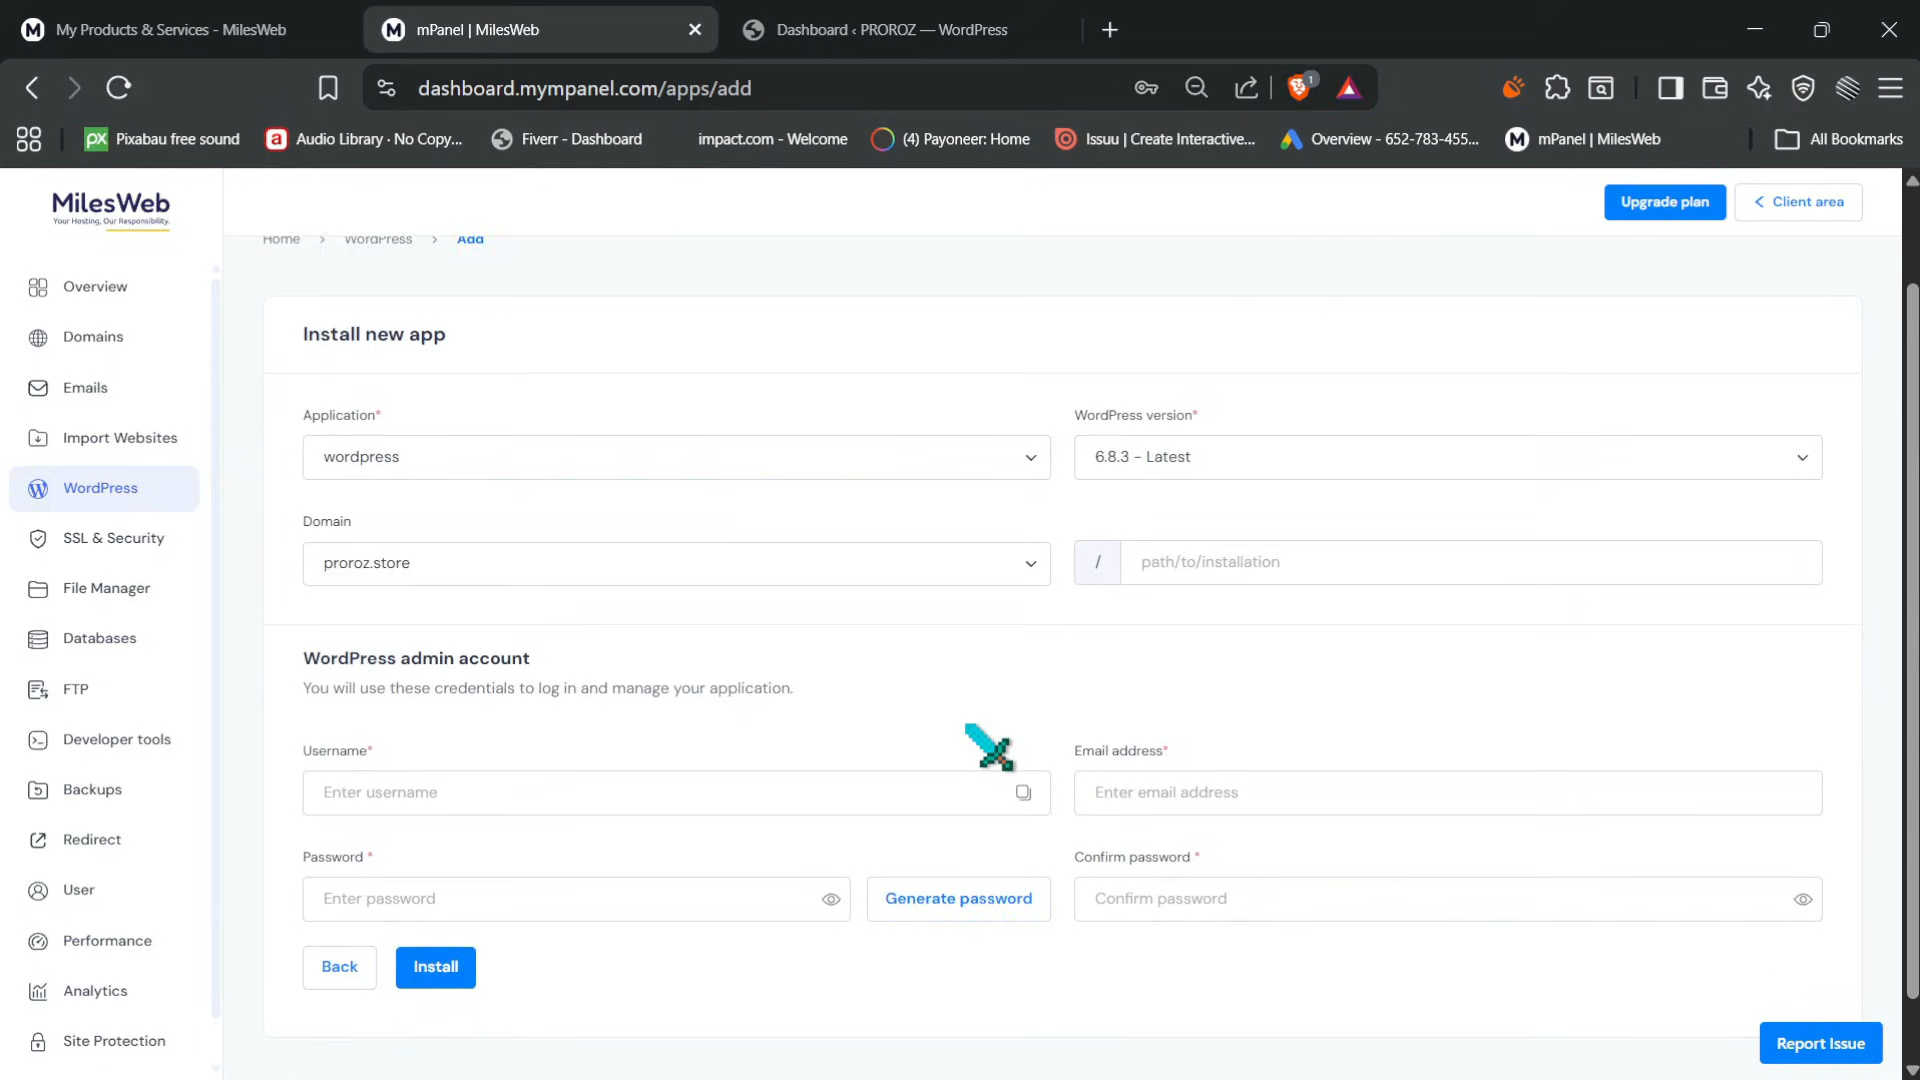 My Products & Services - MilesWeb
mPanel | MilesWeb
Dashboard ‹ PROROZ — WordPress
dashboard.mympanel.com/apps/add
1
px Pixabau free sound
a Audio Library · No Copy...
Fiverr - Dashboard
impact.com - Welcome
(4) Payoneer: Home
Issuu | Create Interactive...
Overview - 652-783-455...
mPanel | MilesWeb
All Bookmarks
MilesWeb
Your Hosting, Our Responsibility.
Upgrade plan
Client area
Home > WordPress > Add
Overview
Domains
Emails
Import Websites
WordPress
SSL & Security
File Manager
Databases
FTP
Developer tools
Backups
Redirect
User
Performance
Analytics
Site Protection
Install new app
Application*
WordPress version*
wordpress
6.8.3 - Latest
Domain
proroz.store
/
path/to/installation
WordPress admin account
You will use these credentials to log in and manage your application.
Username*
Email address*
Enter username
Enter email address
Password *
Confirm password *
Enter password
Generate password
Confirm password
Back
Install
Report Issue